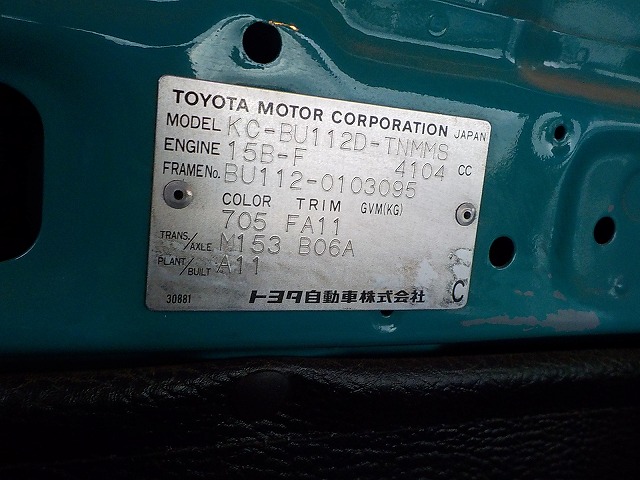 TOYOTA MOTOR CORPORATION JAPAN
MODEL KC-BU112D-TNMMS
ENGINE 15B-F 4104 CC
FRAME No. BU112-0103095
COLOR TRIM GVM(KG)
705 FA11
TRANS./AXLE M153 B06A
PLANT/BUILT A11
30881 トヨタ自動車株式会社 C